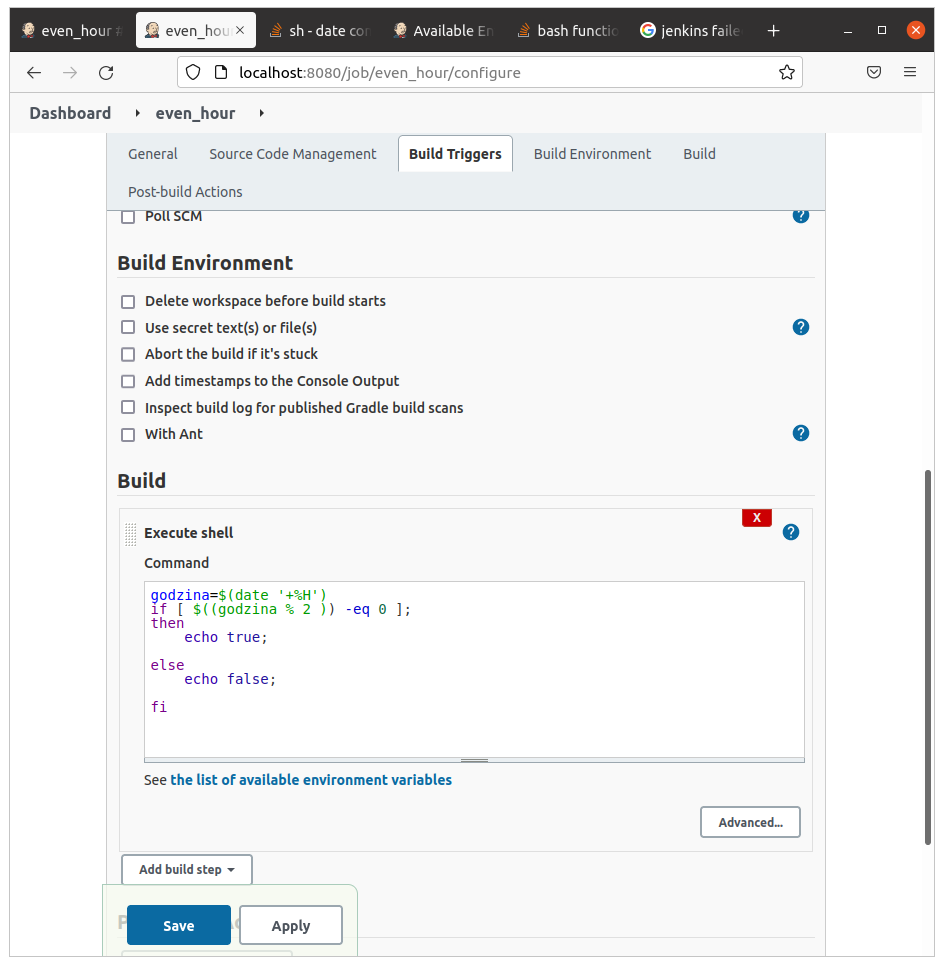 even_hour #
even_hou
sh - date co
Available En
bash functio
jenkins faile
localhost:8080/job/even_hour/configure
Dashboard
even_hour
General
Source Code Management
Build Triggers
Build Environment
Build
Post-build Actions
Poll SCM
?
Build Environment
Delete workspace before build starts
Use secret text(s) or file(s)
?
Abort the build if it's stuck
Add timestamps to the Console Output
Inspect build log for published Gradle build scans
With Ant
?
Build
X
Execute shell
?
Command
godzina=$(date '+%H')
if [ $((godzina % 2 )) -eq 0 ];
then
    echo true;
else
    echo false;
fi
See the list of available environment variables
Advanced...
Add build step
Save
Apply